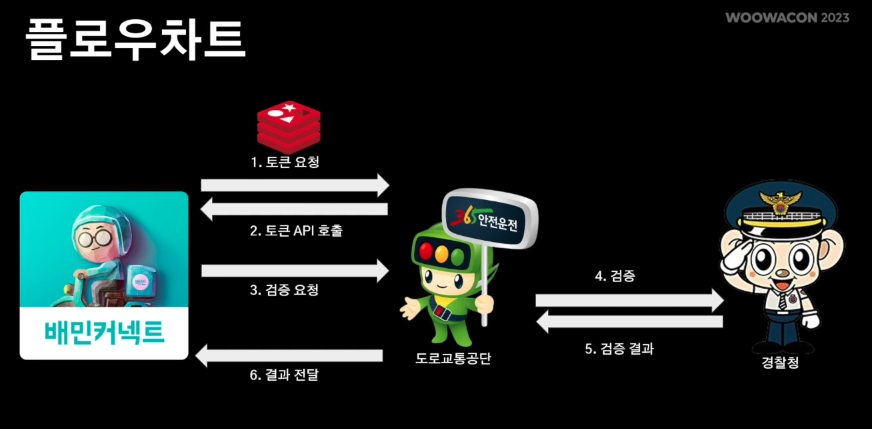 WOOWACON 2023
플로우차트
1. 토큰 요청
2. 토큰 API 호출
365 안전운전
3. 검증 요청
4. 검증
배민커넥트
5. 검증 결과
도로교통공단
경찰청
6. 결과 전달